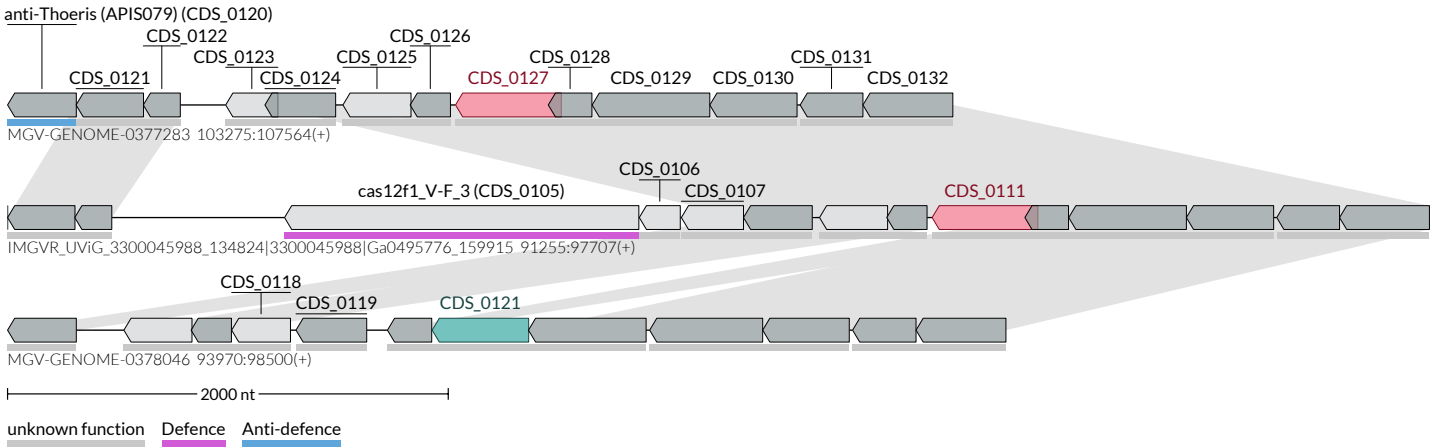 anti-Thoeris (APIS079) (CDS_0120)
CDS_0122
CDS_0126
CDS_0123
CDS_0125
CDS_0128
CDS_0131
CDS_0121
CDS_0124
CDS_0127
CDS_0129
CDS_0130
CDS_0132
MGV-GENOME-0377283 103275:107564(+)
CDS_0106
cas12f1_V-F_3 (CDS_0105)
CDS_0107
CDS_0111
IMGVR_UViG_3300045988_134824|3300045988|Ga0495776_159915 91255:97707(+)
CDS_0118
CDS_0119
CDS_0121
MGV-GENOME-0378046 93970:98500(+)
2000 nt
unknown function Defence Anti-defence